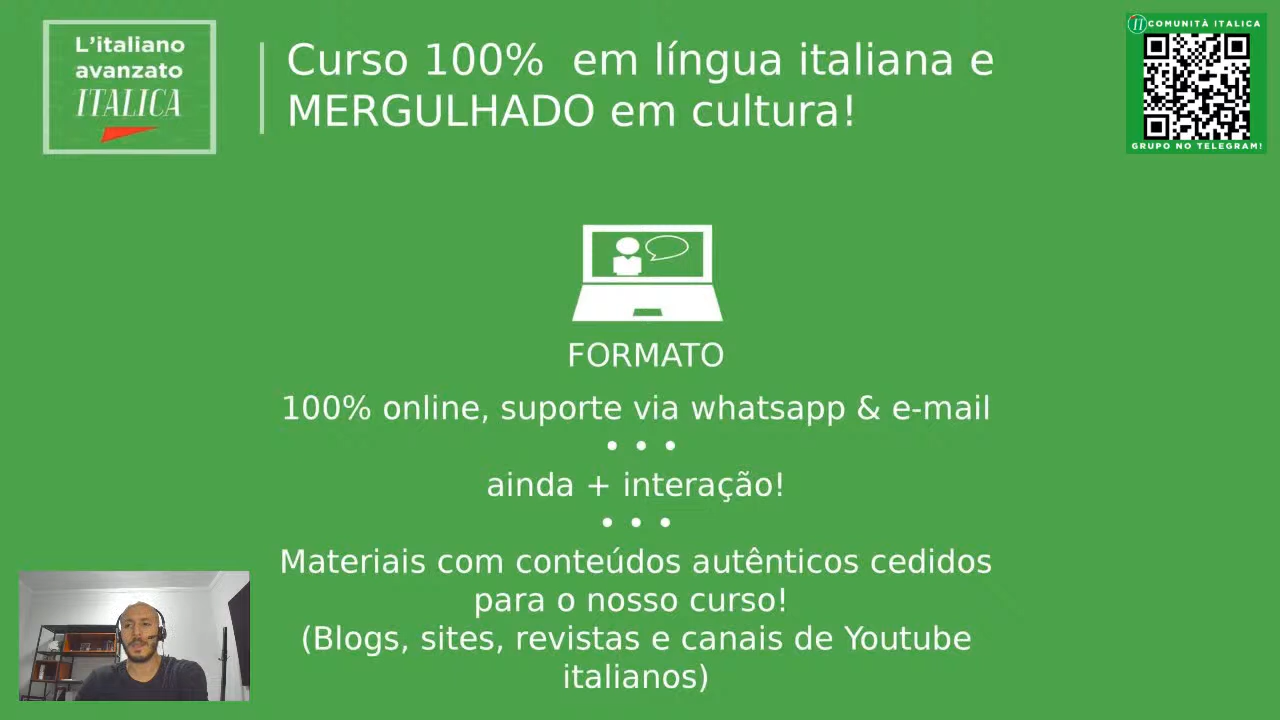 L'italiano
avanzato
ITALICA
Curso 100% em língua italiana e
MERGULHADO em cultura!
COMUNITÀ ITALICA
GRUPO NO TELEGRAM!
FORMATO
100% online, suporte via whatsapp & e-mail
• • •
ainda + interação!
• • •
Materiais com conteúdos autênticos cedidos
para o nosso curso!
(Blogs, sites, revistas e canais de Youtube
italianos)